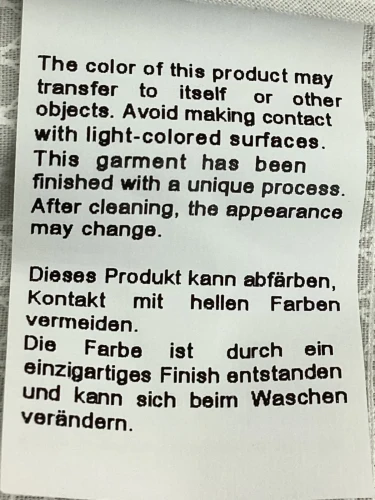 The color of this product may
transfer to itself or other
objects. Avoid making contact
with light-colored surfaces.
This garment has been
finished with a unique process.
After cleaning, the appearance
may change.
Dieses Produkt kann abfärben,
Kontakt mit hellen Farben
vermeiden.
Die Farbe ist durch ein
einzigartiges Finish entstanden
und kann sich beim Waschen
verändern.